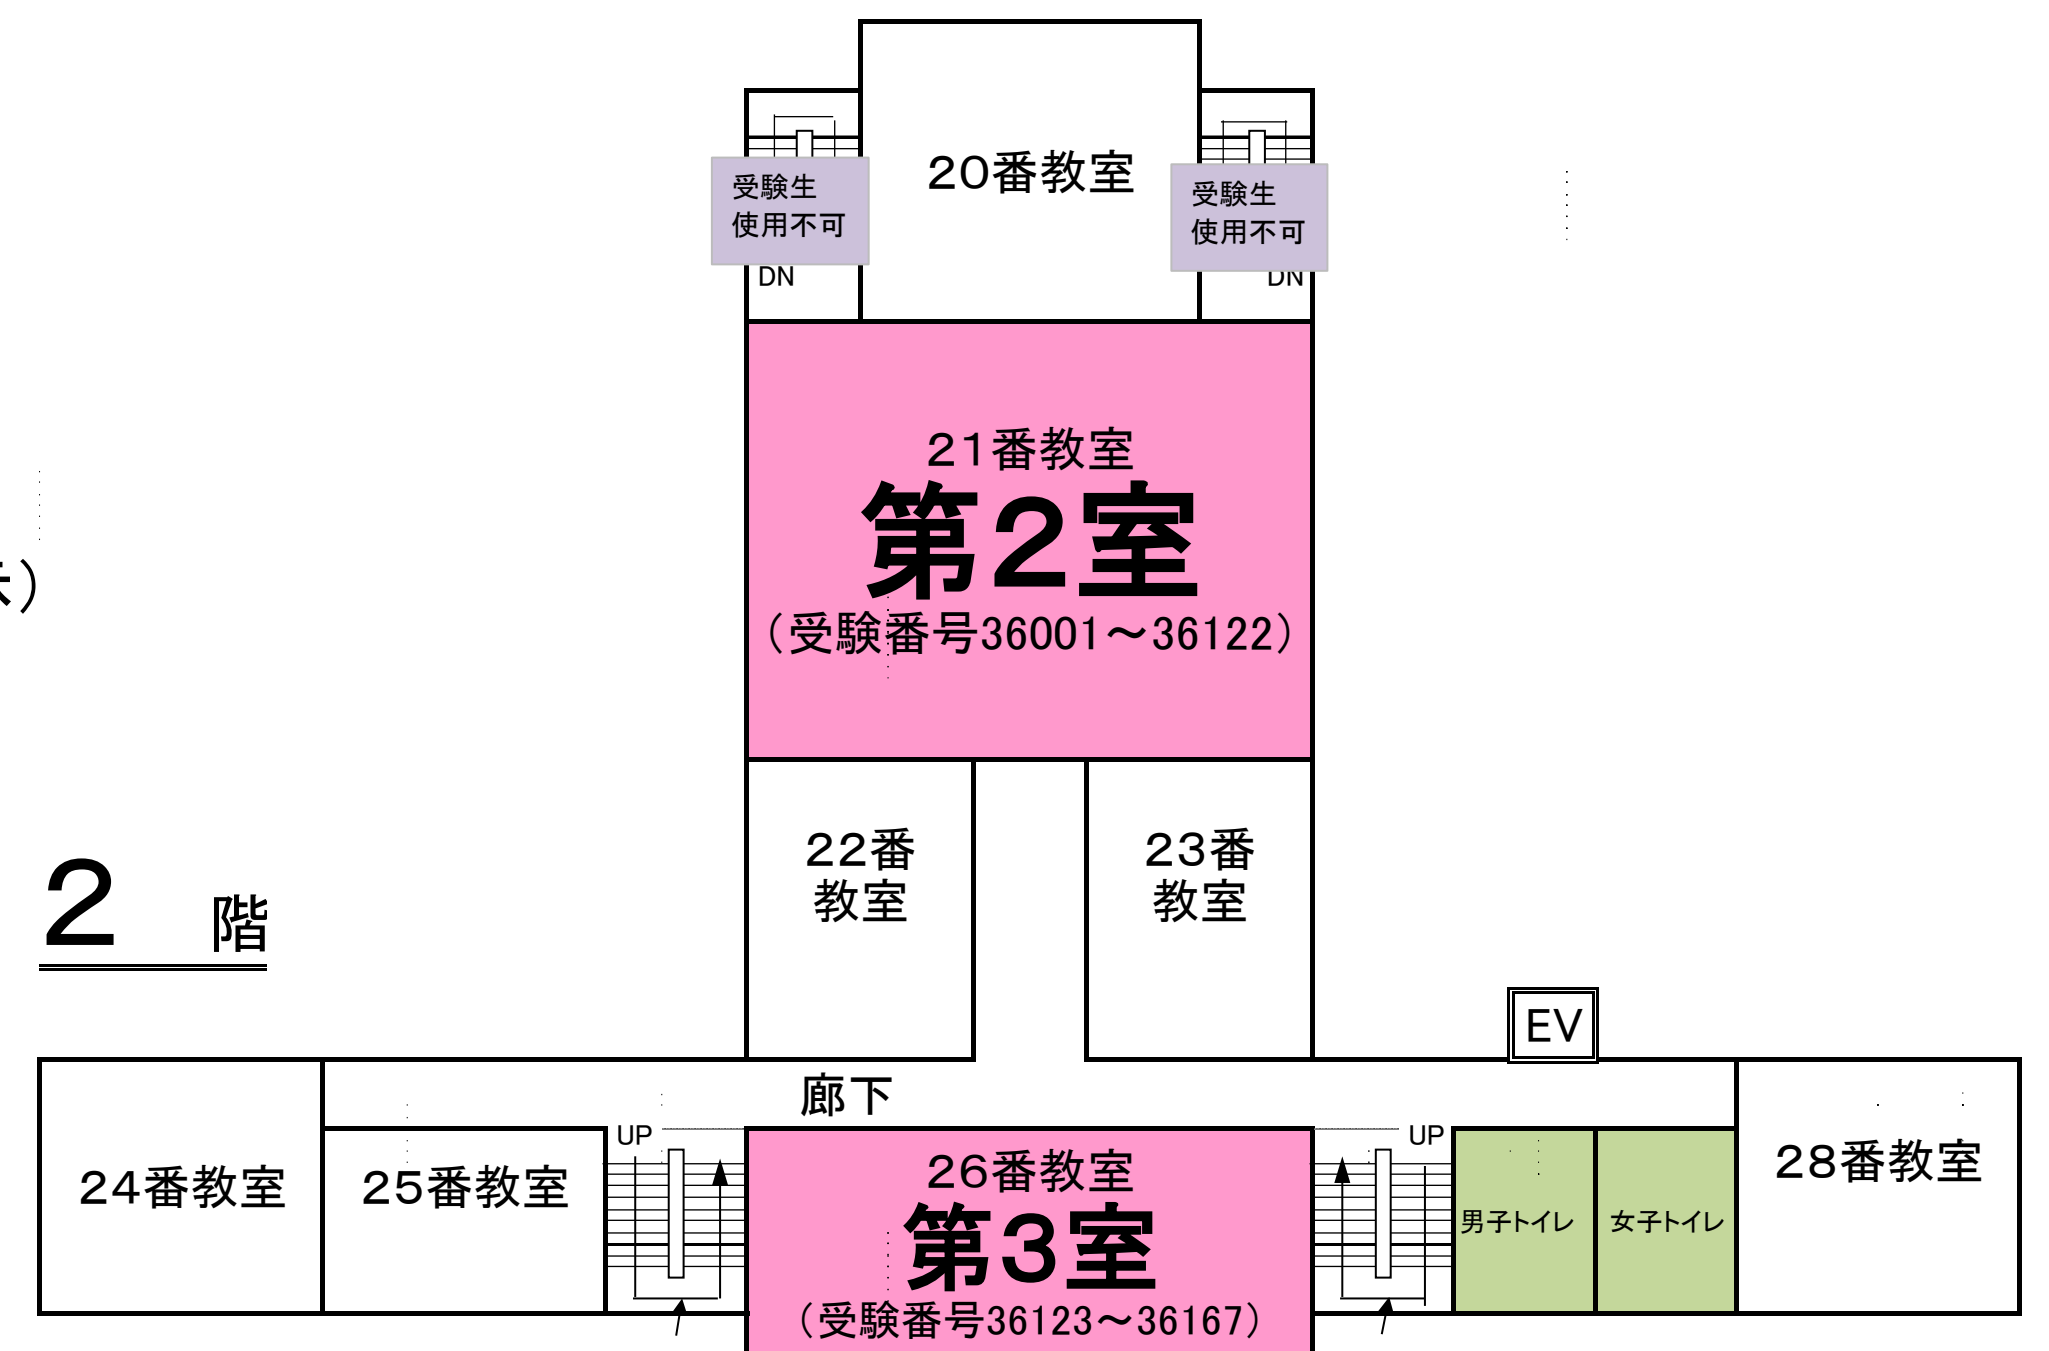 20番教室
受験生
使用不可
DN
受験生
使用不可
DN
21番教室
第2室
（受験番号36001～36122）
）
22番
教室
23番
教室
2 階
EV
廊下
UP
UP
24番教室
25番教室
26番教室
第3室
（受験番号36123～36167）
男子トイレ
女子トイレ
28番教室